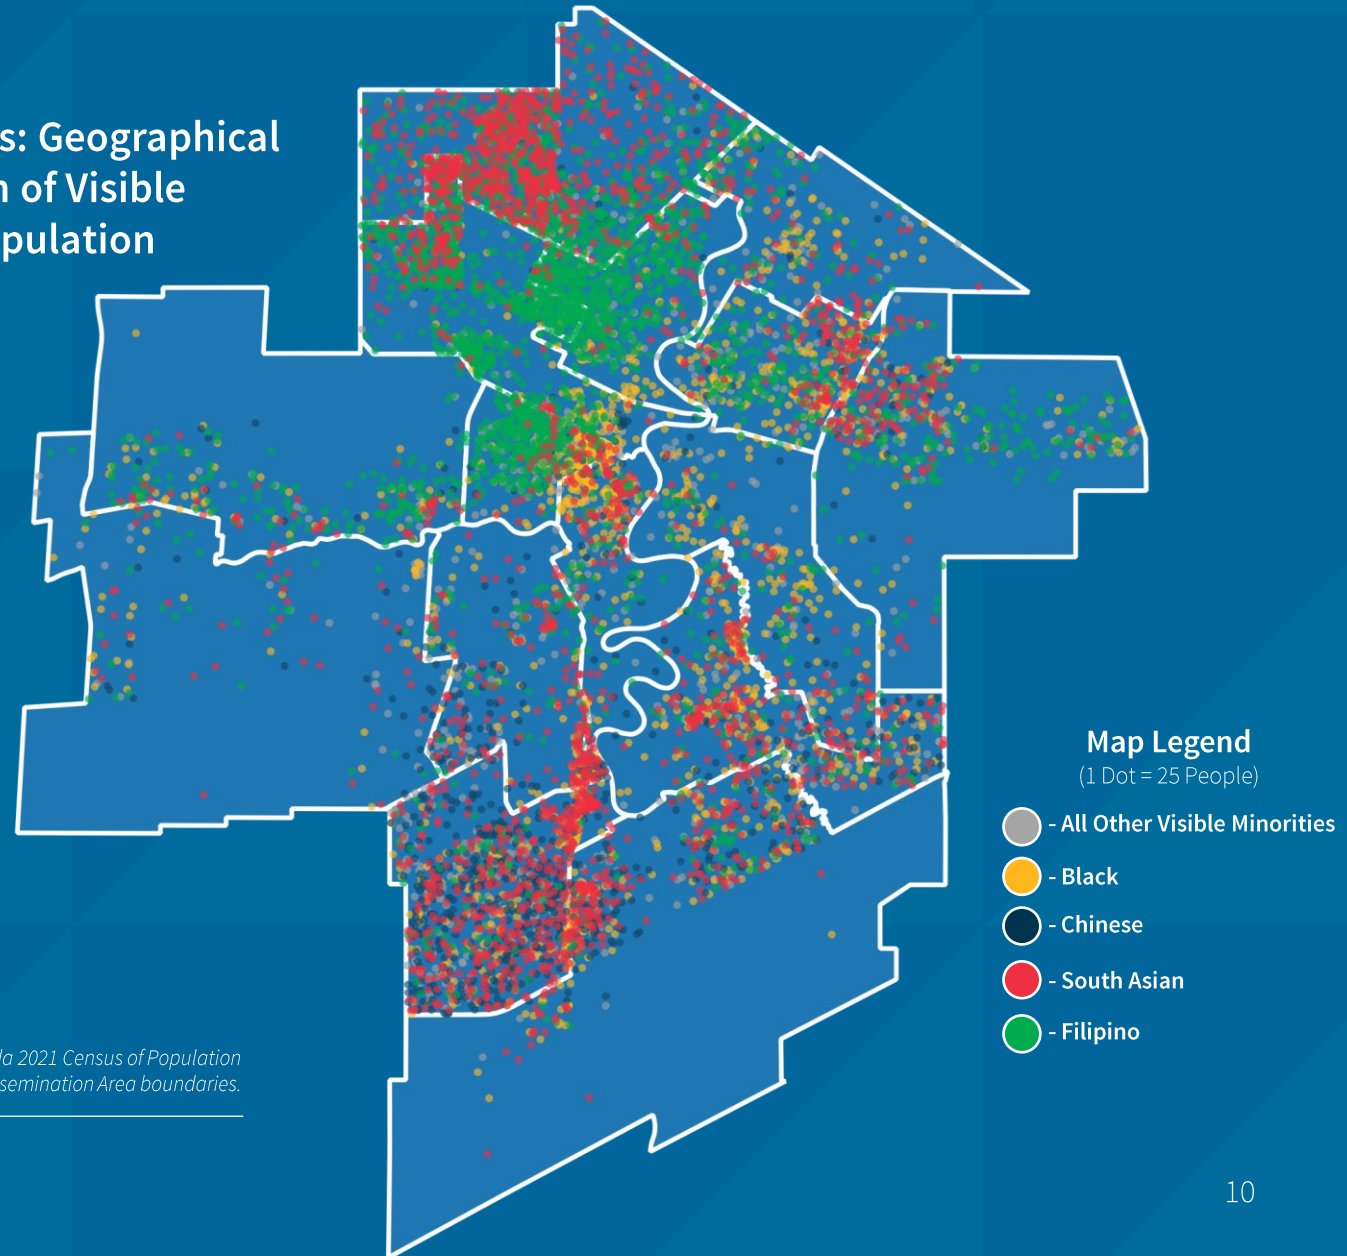 s: Geographical
n of Visible
pulation
Map Legend
(1 Dot = 25 People)
- All Other Visible Minorities
- Black
- Chinese
- South Asian
- Filipino
da 2021 Census of Population
semination Area boundaries.
10